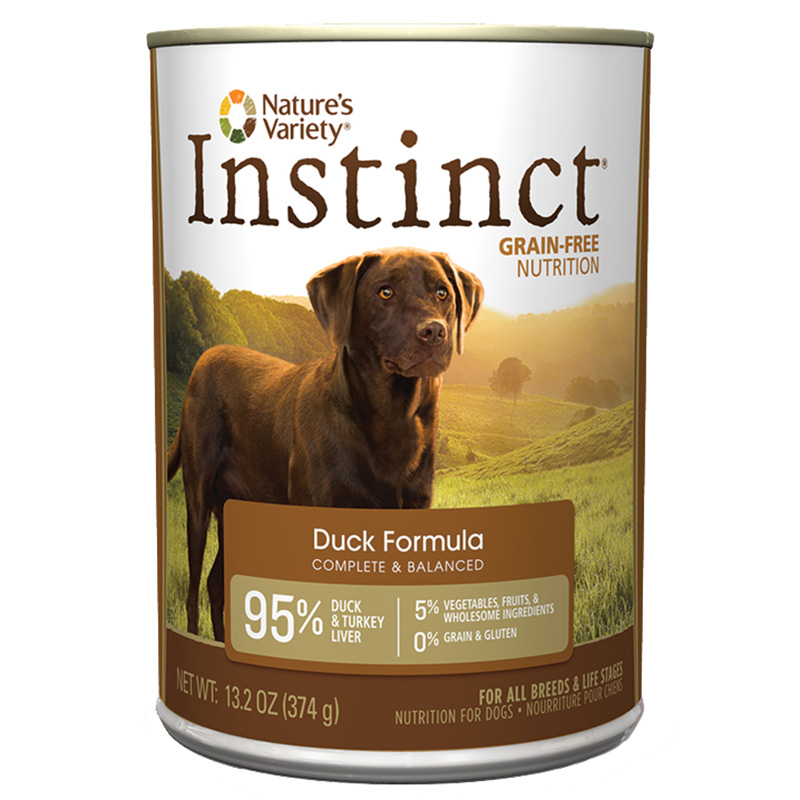 Nature's
Variety®
Instinct®
GRAIN-FREE
NUTRITION
Duck Formula
COMPLETE & BALANCED
95% DUCK
& TURKEY
LIVER
5% VEGETABLES, FRUITS, &
WHOLESOME INGREDIENTS
0% GRAIN & GLUTEN
NET WT: 13.2 OZ (374 g)
FOR ALL BREEDS & LIFE STAGES
NUTRITION FOR DOGS • NOURRITURE POUR CHIENS